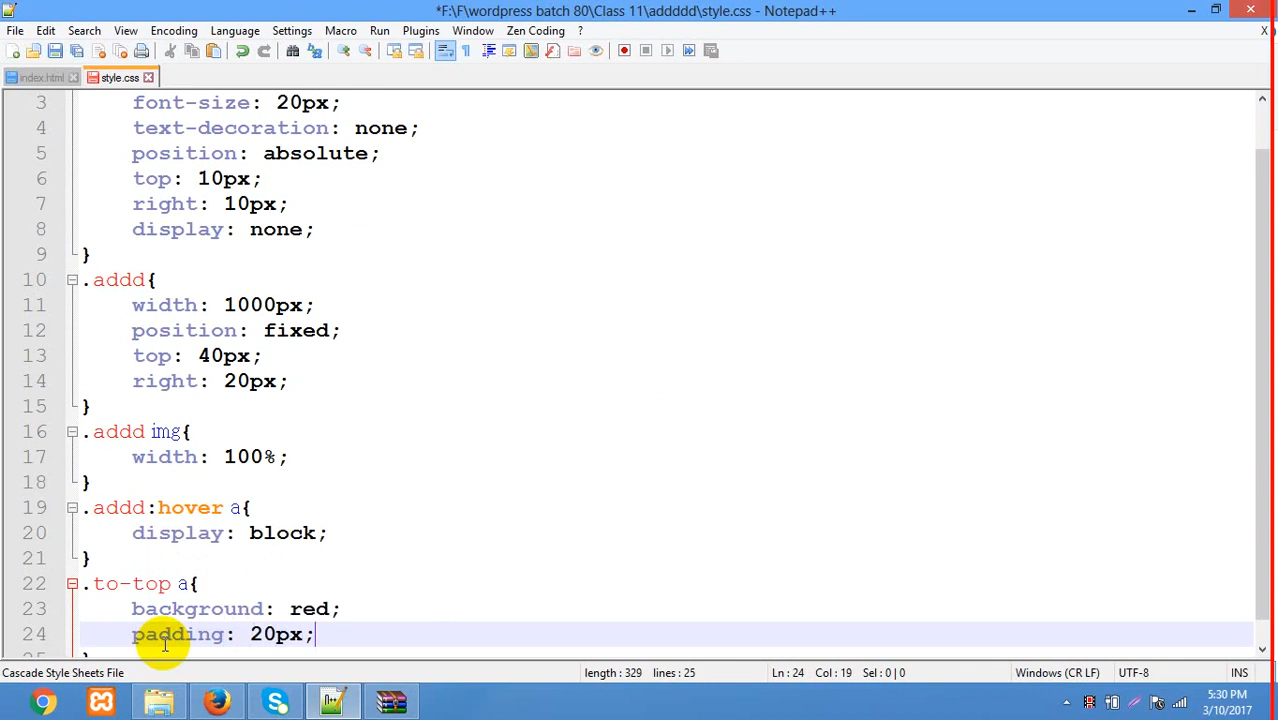 *F:\F\wordpress batch 80\Class 11\addddd\style.css - Notepad++
File Edit Search View Encoding Language Settings Macro Run Plugins Window Zen Coding ? X
index.html style.css
3 font-size: 20px;
4 text-decoration: none;
5 position: absolute;
6 top: 10px;
7 right: 10px;
8 display: none;
9 }
10 .addd{
11 width: 1000px;
12 position: fixed;
13 top: 40px;
14 right: 20px;
15 }
16 .addd img{
17 width: 100%;
18 }
19 .addd:hover a{
20 display: block;
21 }
22 .to-top a{
23 background: red;
24 padding: 20px;
25 }
Cascade Style Sheets File length : 329 lines : 25 Ln : 24 Col : 19 Sel : 0 | 0 Windows (CR LF) UTF-8 INS
5:30 PM
3/10/2017